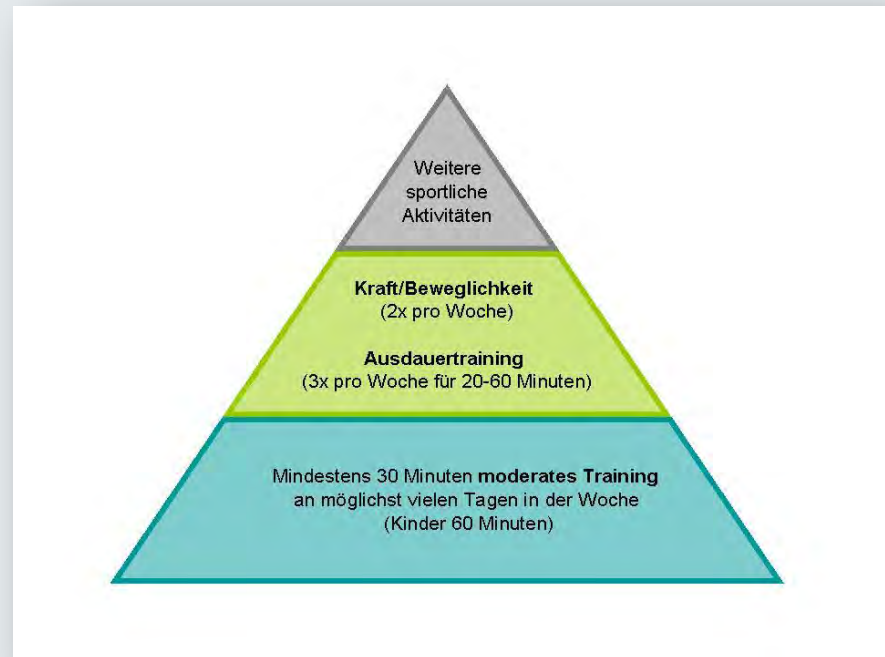 Weitere
sportliche
Aktivitäten
Kraft/Beweglichkeit
(2x pro Woche)
Ausdauertraining
(3x pro Woche für 20-60 Minuten)
Mindestens 30 Minuten moderates Training
an möglichst vielen Tagen in der Woche
(Kinder 60 Minuten)